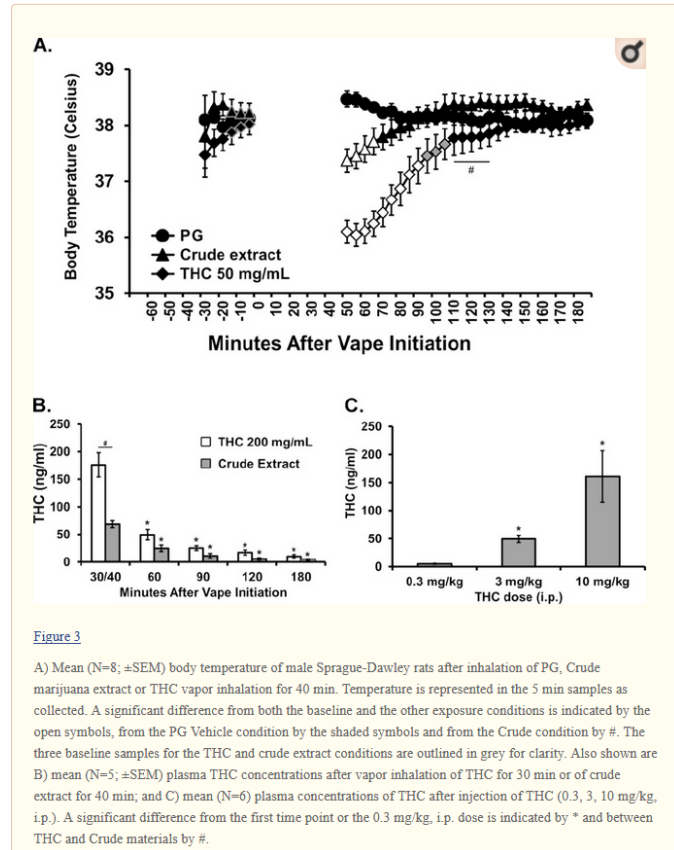 A.
39
38
37
36
35
Body Temperature (Celsius)
PG
Crude extract
THC 50 mg/mL
#
-60 -50 -40 -30 -20 -10 0 10 20 30 40 50 60 70 80 90 100 110 120 130 140 150 160 170 180
Minutes After Vape Initiation
B.
250
200
150
100
50
0
THC (ng/ml)
#
THC 200 mg/mL
Crude Extract
* * * * * * * *
30/40 60 90 120 180
Minutes After Vape Initiation
C.
250
200
150
100
50
0
THC (ng/ml)
* *
0.3 mg/kg 3 mg/kg 10 mg/kg
THC dose (i.p.)
Figure 3
A) Mean (N=8; ±SEM) body temperature of male Sprague-Dawley rats after inhalation of PG, Crude
marijuana extract or THC vapor inhalation for 40 min. Temperature is represented in the 5 min samples as
collected. A significant difference from both the baseline and the other exposure conditions is indicated by the
open symbols, from the PG Vehicle condition by the shaded symbols and from the Crude condition by #. The
three baseline samples for the THC and crude extract conditions are outlined in grey for clarity. Also shown are
B) mean (N=5; ±SEM) plasma THC concentrations after vapor inhalation of THC for 30 min or of crude
extract for 40 min; and C) mean (N=6) plasma concentrations of THC after injection of THC (0.3, 3, 10 mg/kg,
i.p.). A significant difference from the first time point or the 0.3 mg/kg, i.p. dose is indicated by * and between
THC and Crude materials by #.